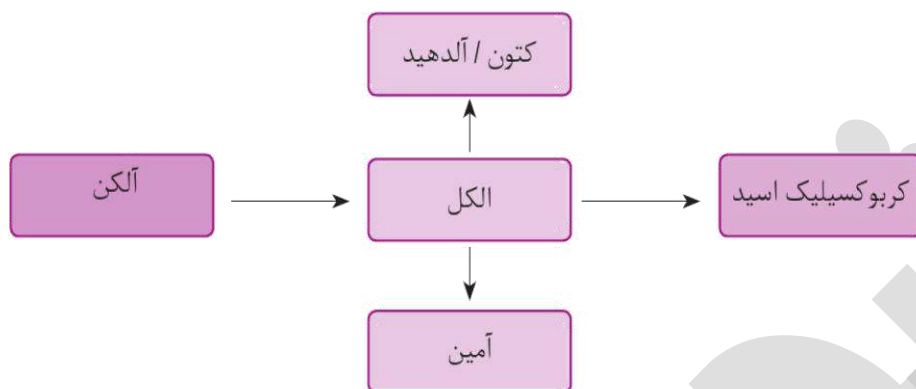 کتون / آلدهید
آلکن
الکل
کربوکسیلیک اسید
آمین